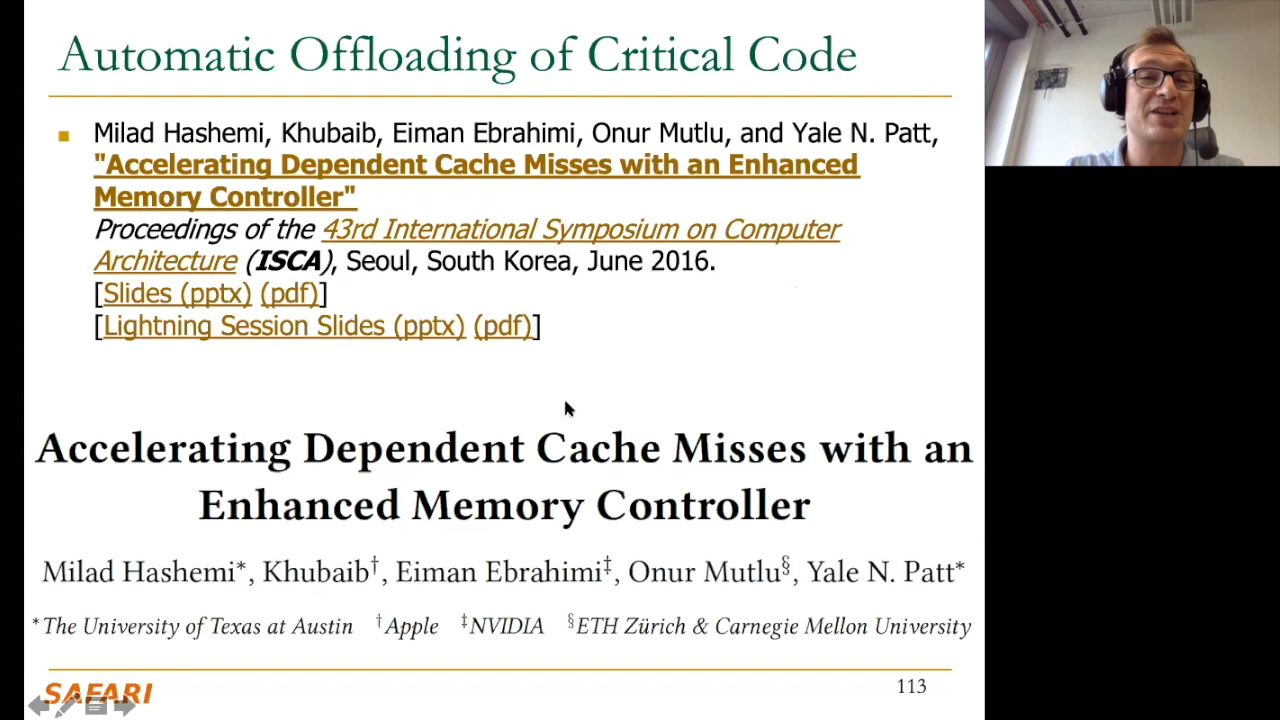 Automatic Offloading of Critical Code
Milad Hashemi, Khubaib, Eiman Ebrahimi, Onur Mutlu, and Yale N. Patt,
"Accelerating Dependent Cache Misses with an Enhanced
Memory Controller"
Proceedings of the 43rd International Symposium on Computer
Architecture (ISCA), Seoul, South Korea, June 2016.
[Slides (pptx) (pdf)]
[Lightning Session Slides (pptx) (pdf)]
Accelerating Dependent Cache Misses with an
Enhanced Memory Controller
Milad Hashemi*, Khubaib†, Eiman Ebrahimi‡, Onur Mutlu§, Yale N. Patt*
*The University of Texas at Austin †Apple ‡NVIDIA §ETH Zürich & Carnegie Mellon University
SAFARI
113